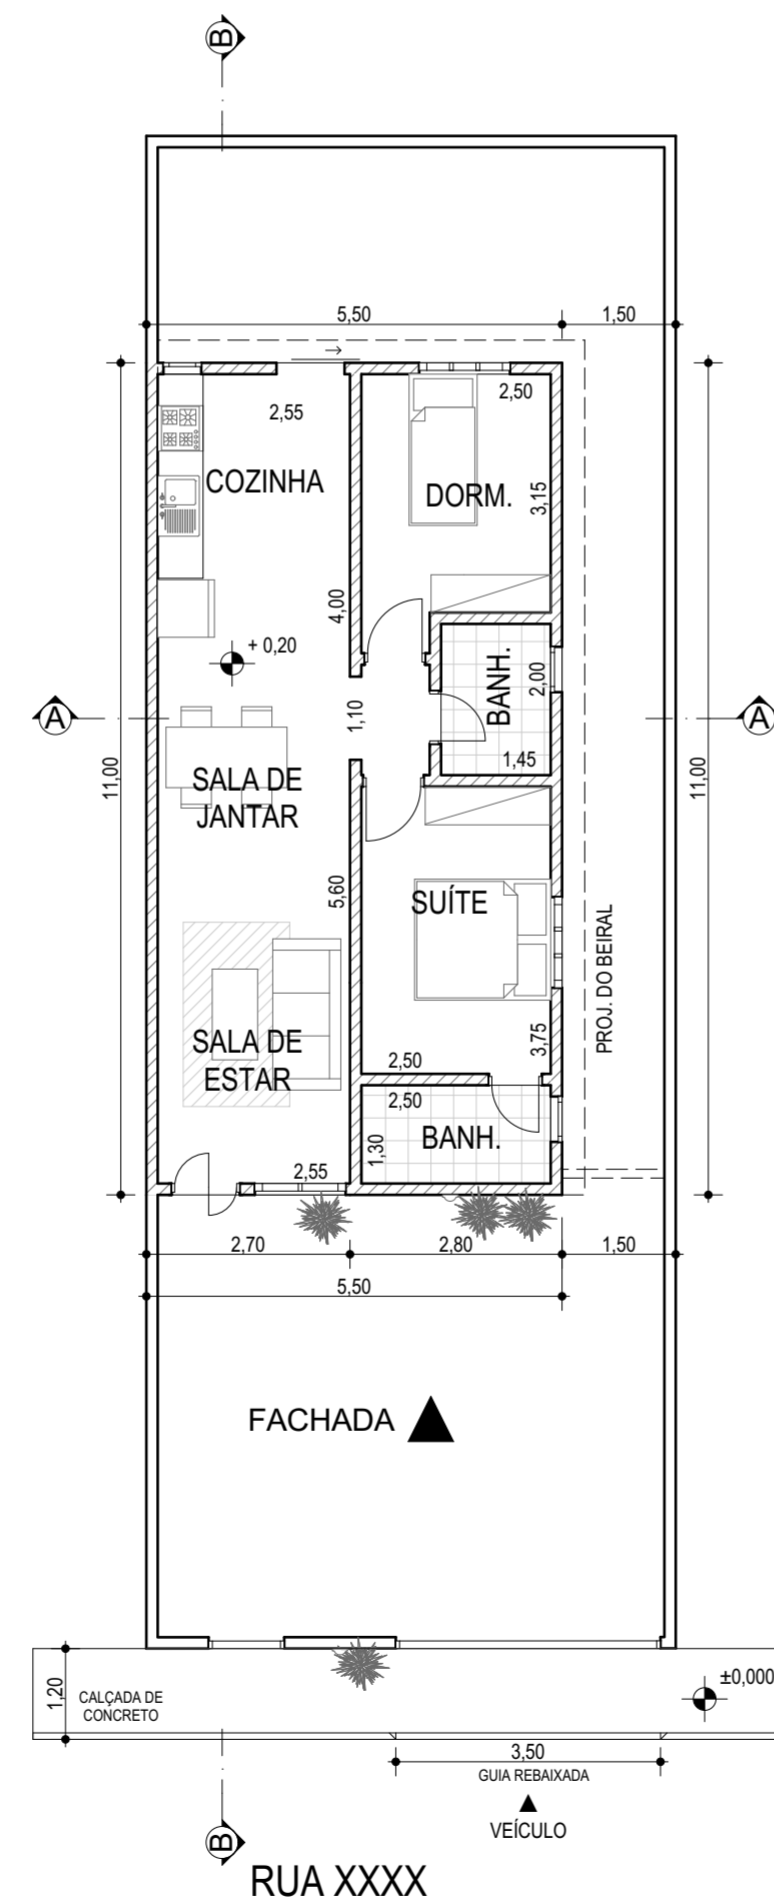 B
5,50
1,50
2,55
2,50
COZINHA
DORM.
3,15
4,00
+ 0,20
BANH.
2,00
A
A
1,10
1,45
11,00
11,00
SALA DE
JANTAR
5,60
SUÍTE
PROJ. DO BEIRAL
SALA DE
ESTAR
3,75
2,50
2,50
BANH.
1,30
2,55
2,70
2,80
1,50
5,50
FACHADA
1,20
CALÇADA DE
CONCRETO
±0,000
3,50
GUIA REBAIXADA
VEÍCULO
B
RUA XXXX